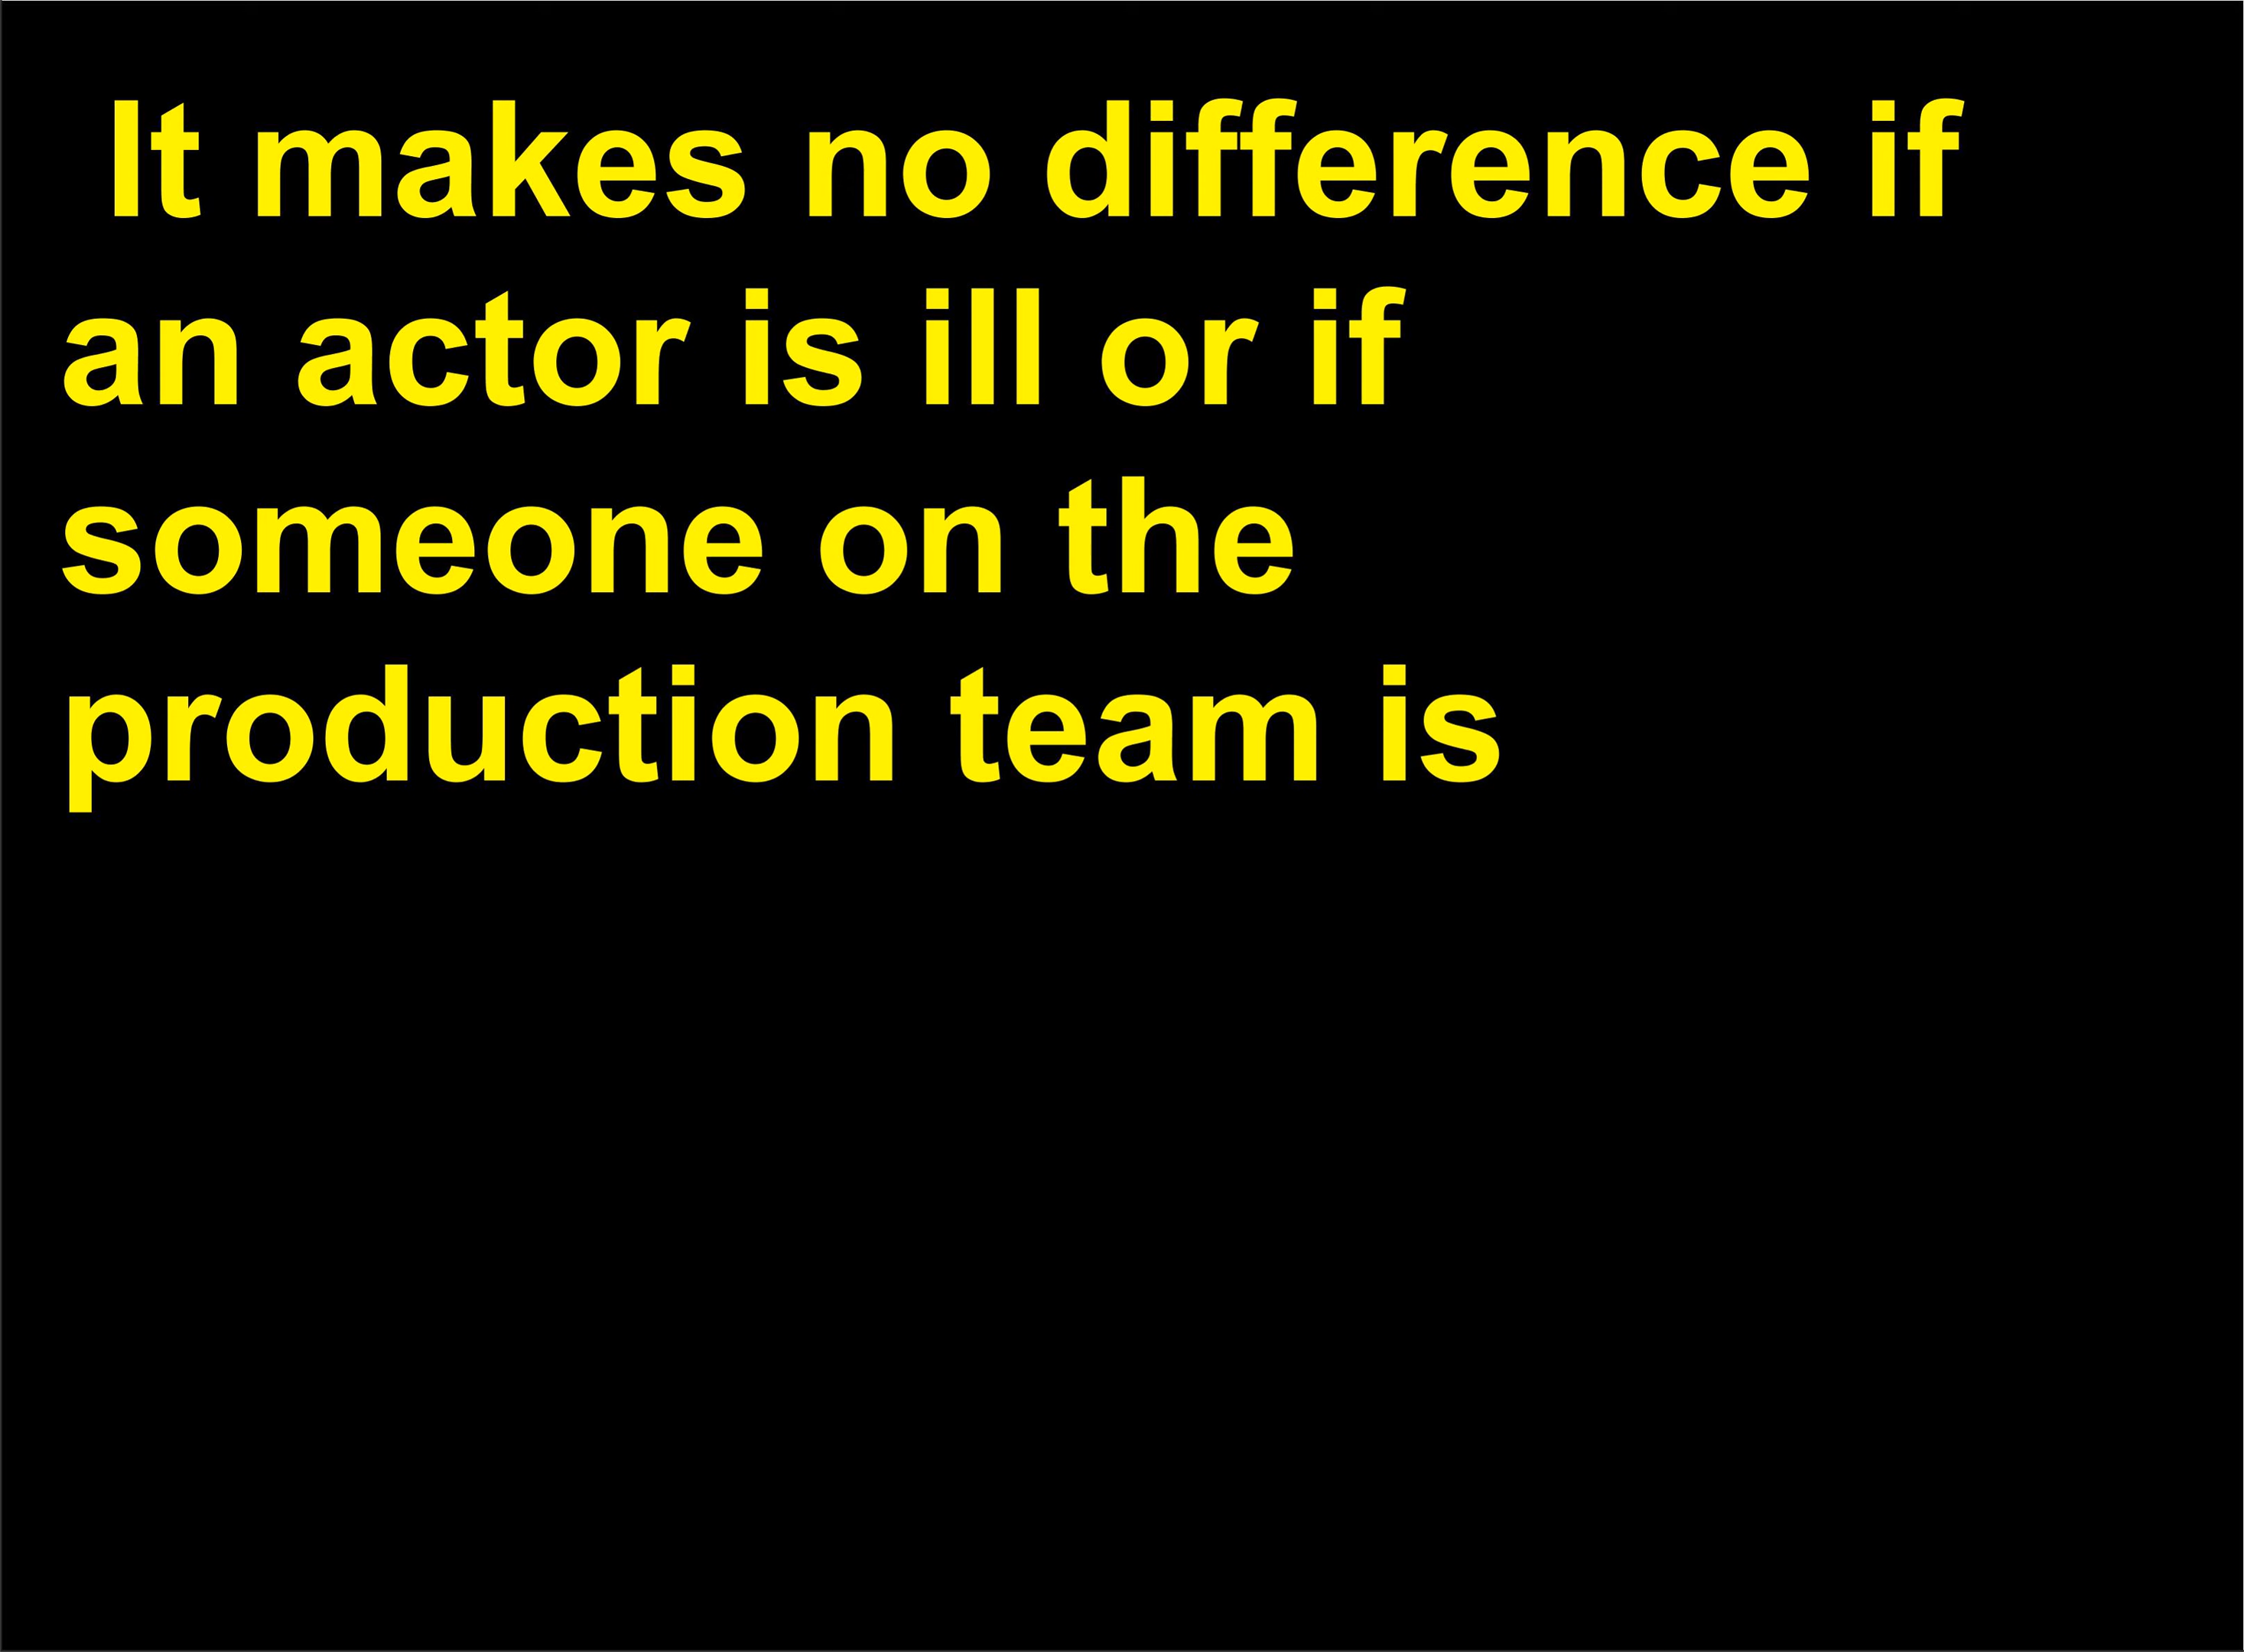 It makes no difference if
an actor is ill or if
someone on the
production team is